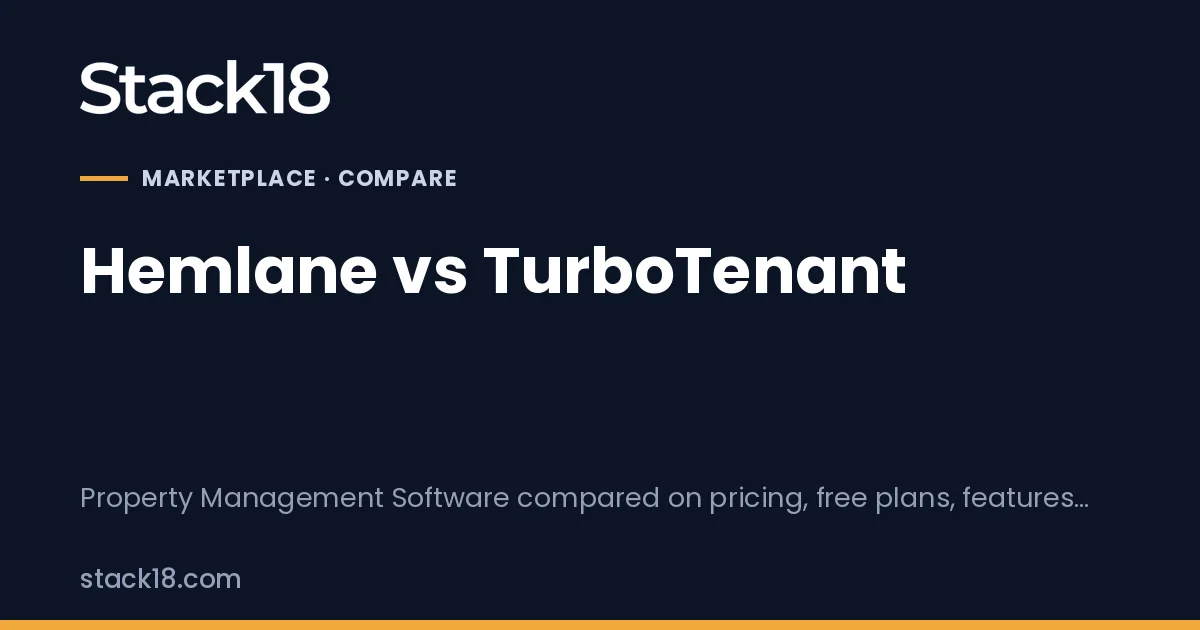 Stack18
MARKETPLACE · COMPARE
Hemlane vs TurboTenant
Property Management Software compared on pricing, free plans, features...
stack18.com